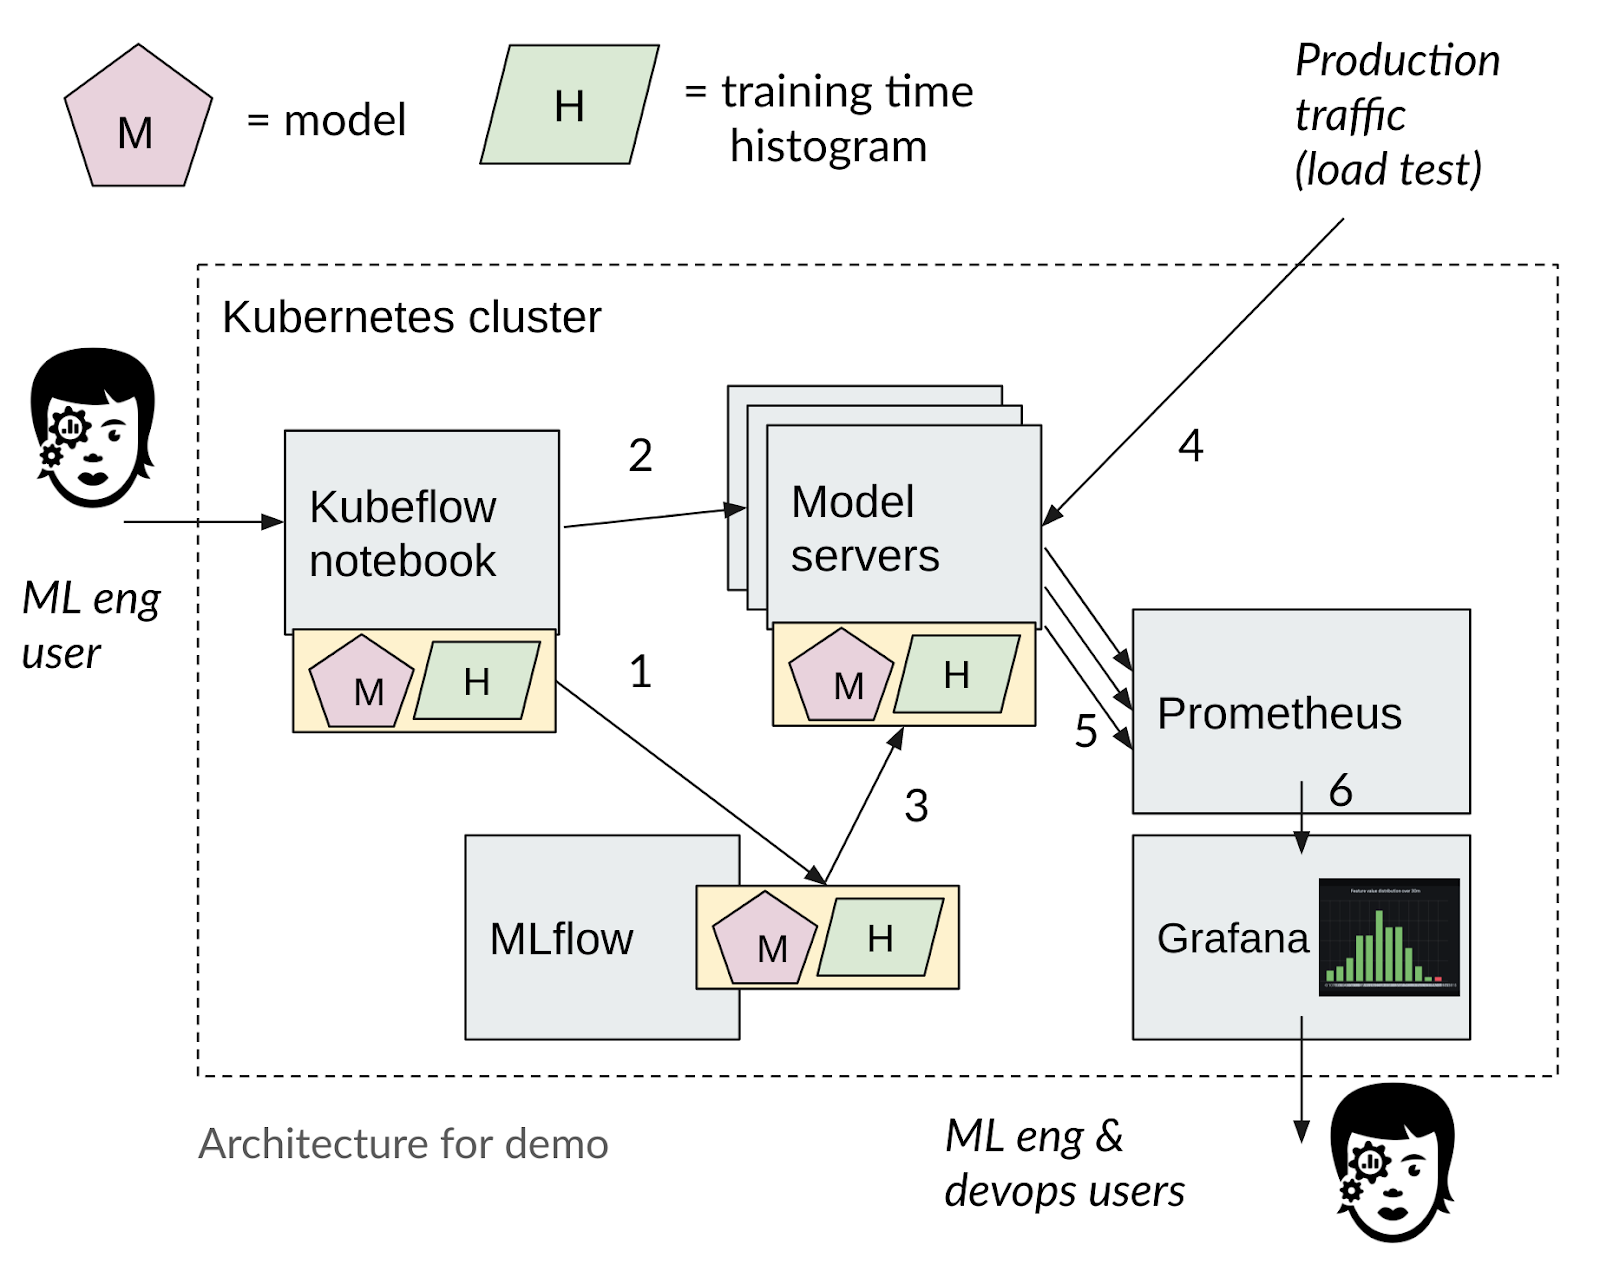 M
= model
H
= training time
histogram
Production
traffic
(load test)
Kubernetes cluster
Kubeflow
notebook
2
Model
servers
4
ML eng
user
M
H
1
M
H
5
Prometheus
6
3
MLflow
M
H
Grafana
Feature value distribution over 30m
Architecture for demo
ML eng &
devops users